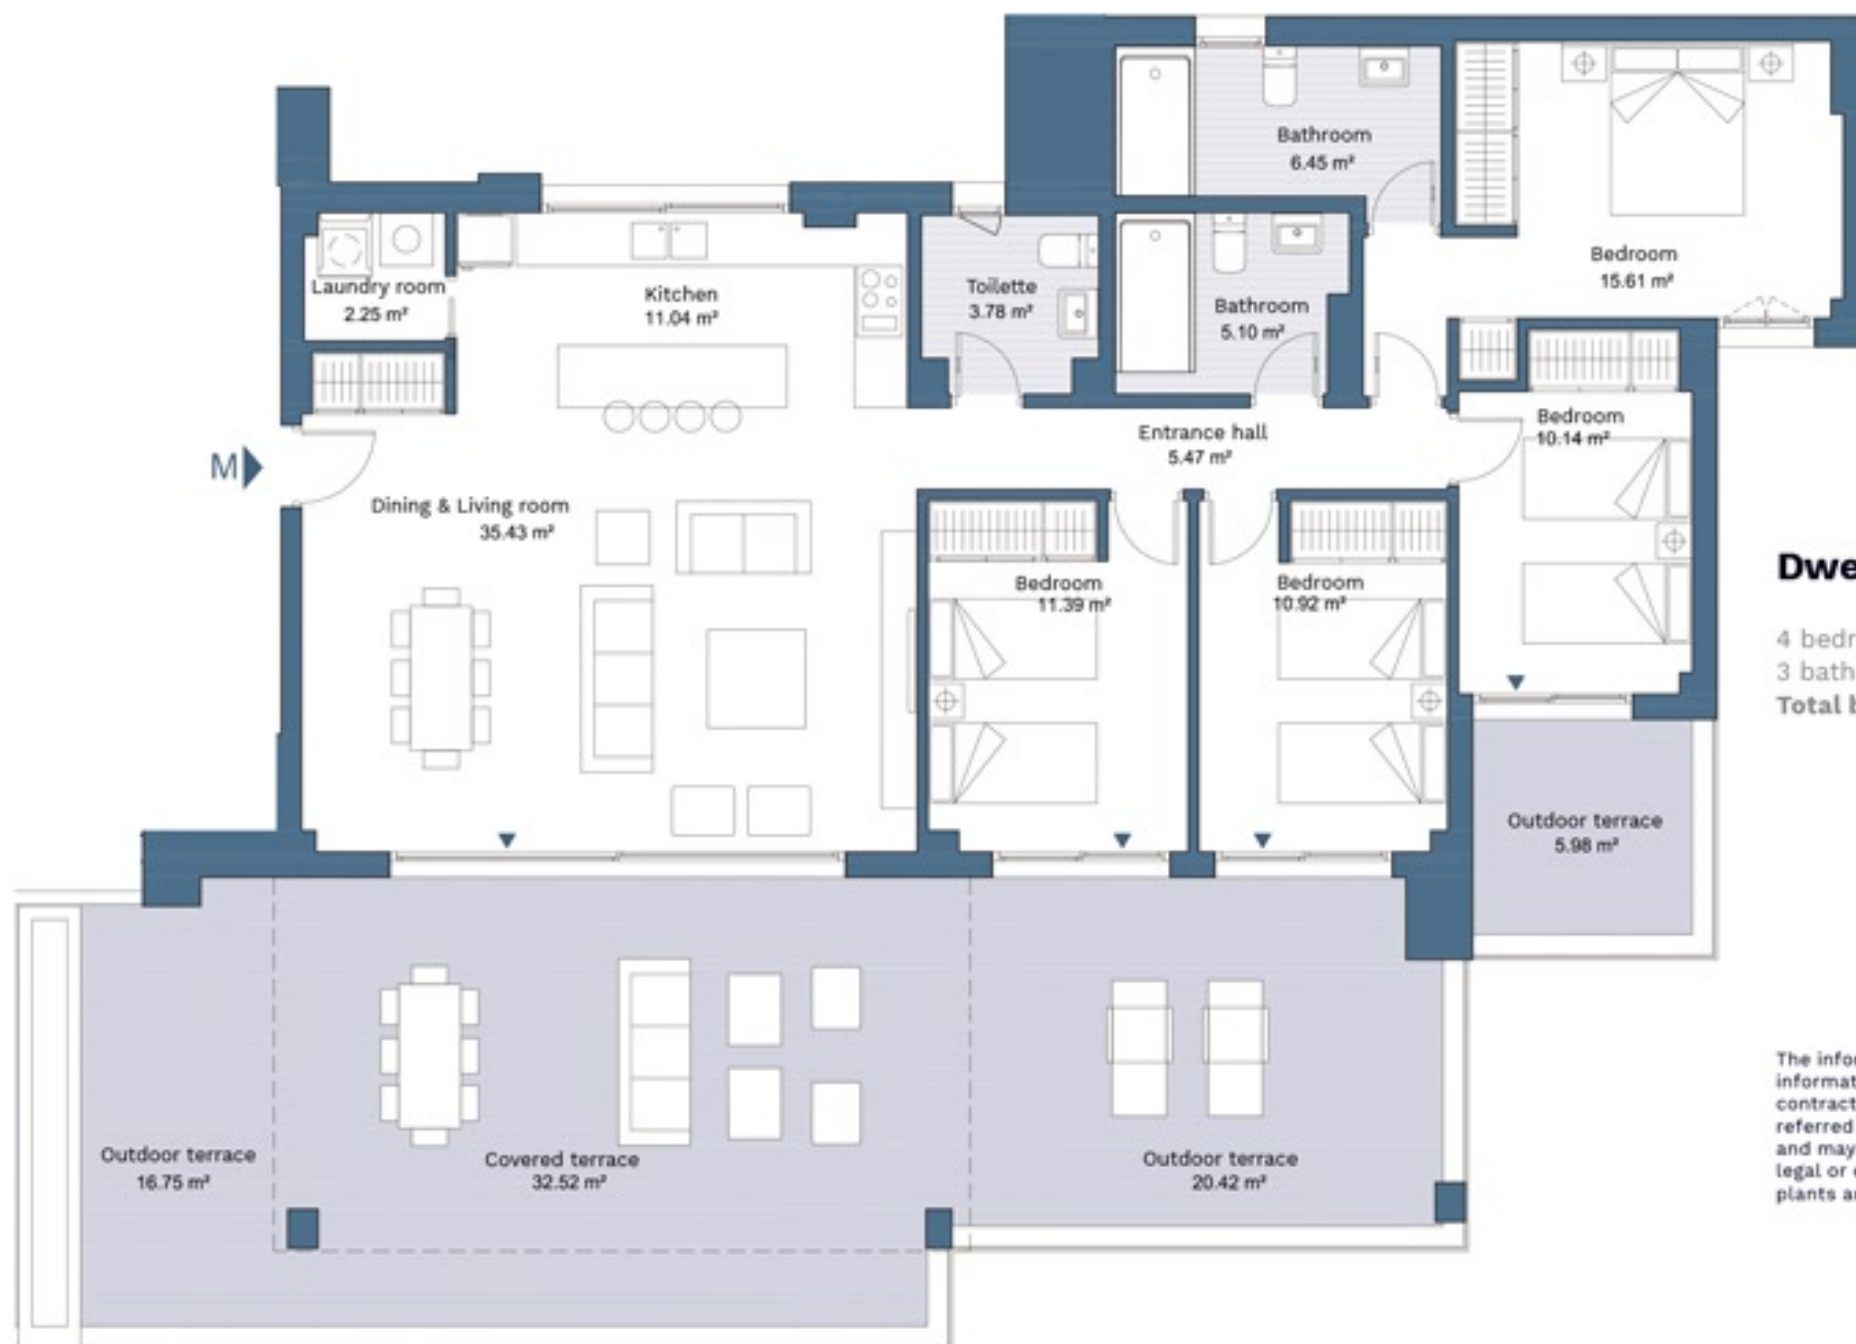 Bathroom
6.45 m²
Bedroom
15.61 m²
Laundry room
2.25 m²
Kitchen
11.04 m²
Toilette
3.78 m²
Bathroom
5.10 m²
Bedroom
10.14 m²
Entrance hall
5.47 m²
M
Dining & Living room
35.43 m²
Bedroom
11.39 m²
Bedroom
10.92 m²
Dwe
4 bedr
3 bath
Total b
Outdoor terrace
5.98 m²
Outdoor terrace
16.75 m²
Covered terrace
32.52 m²
Outdoor terrace
20.42 m²
The infor
informat
contract
referred
and may
legal or
plants a